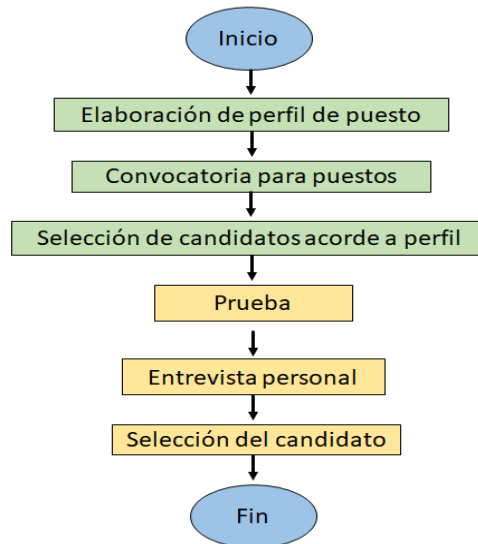 Inicio
Elaboración de perfil de puesto
Convocatoria para puestos
Selección de candidatos acorde a perfil
Prueba
Entrevista personal
Selección del candidato
Fin